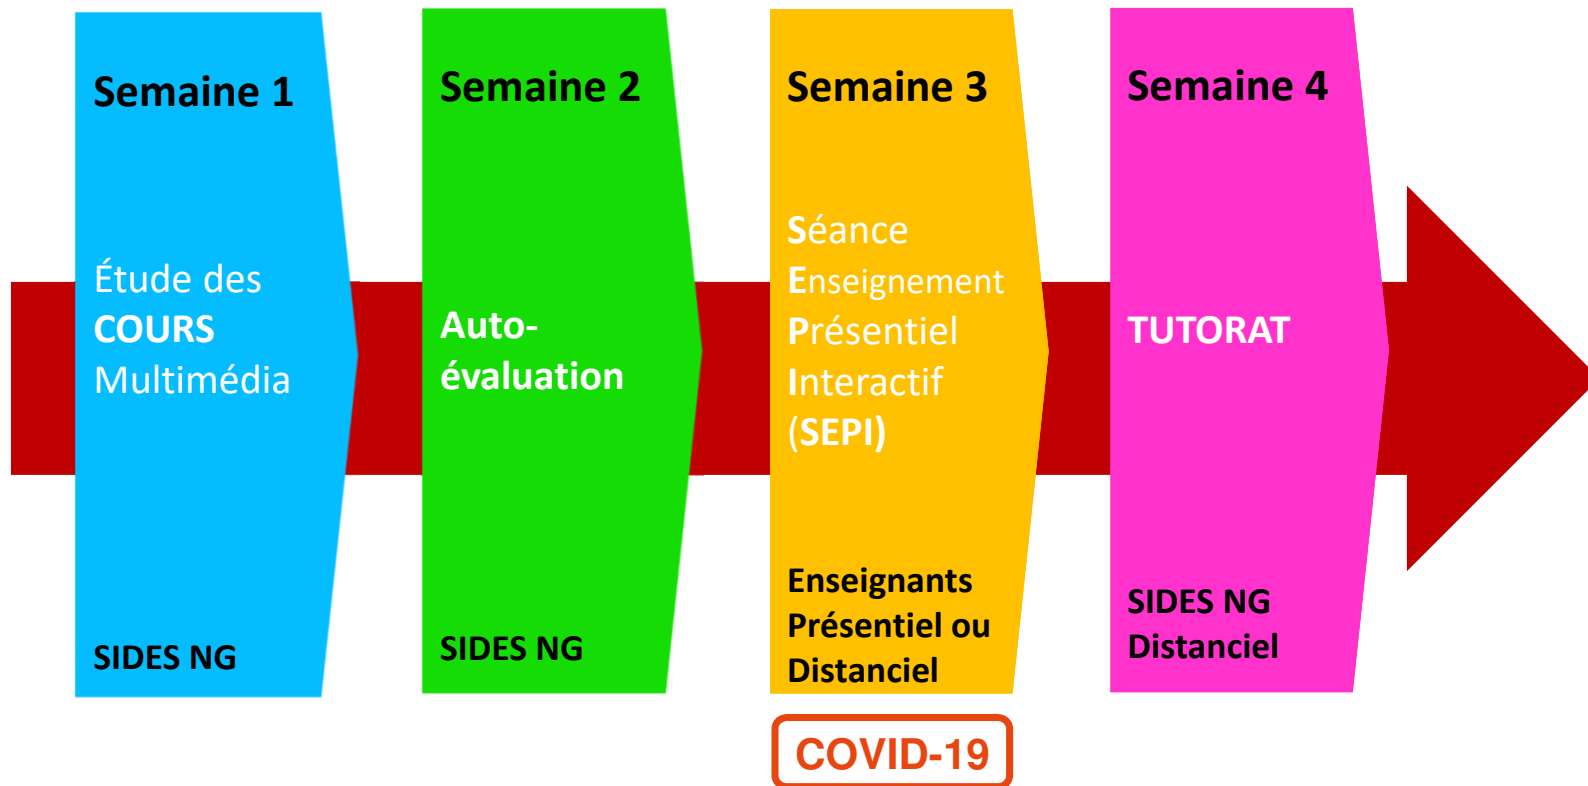 Semaine 1
Étude des
COURS
Multimédia
SIDES NG
Semaine 2
Auto-
évaluation
SIDES NG
Semaine 3
Séance
Enseignement
Présentiel
Interactif
(SEPI)
Enseignants
Présentiel ou
Distanciel
COVID-19
Semaine 4
TUTORAT
SIDES NG
Distanciel